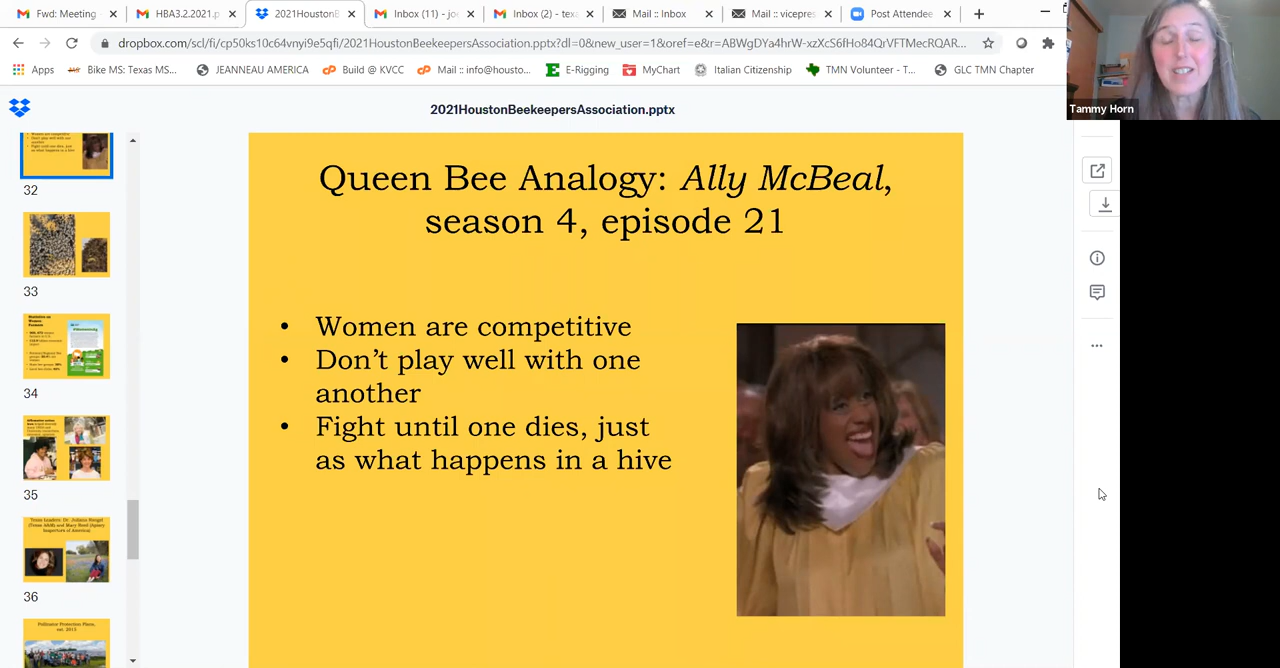 Fwd: Meeting
HBA3.2.2021.p
2021Houston
Inbox (11) - jo
Inbox (2) - tex
Mail :: Inbox
Mail :: vicepres
Post Attendee
dropbox.com/scl/fi/cp50ks10c64vnyi9e5qfi/2021HoustonBeekeepersAssociation.pptx?dl=0&new_user=1&oref=e&r=ABWgDYa4hrW-xzXcS6fHo84QrVFTMecRQAR...
Apps
Bike MS: Texas MS...
JEANNEAU AMERICA
Build @ KVCC
Mail :: info@housto...
E-Rigging
MyChart
Italian Citizenship
TMN Volunteer - T...
GLC TMN Chapter
Tammy Horn
2021HoustonBeekeepersAssociation.pptx
32
33
34
35
36
Queen Bee Analogy: Ally McBeal,
season 4, episode 21
• Women are competitive
• Don't play well with one
another
• Fight until one dies, just
as what happens in a hive